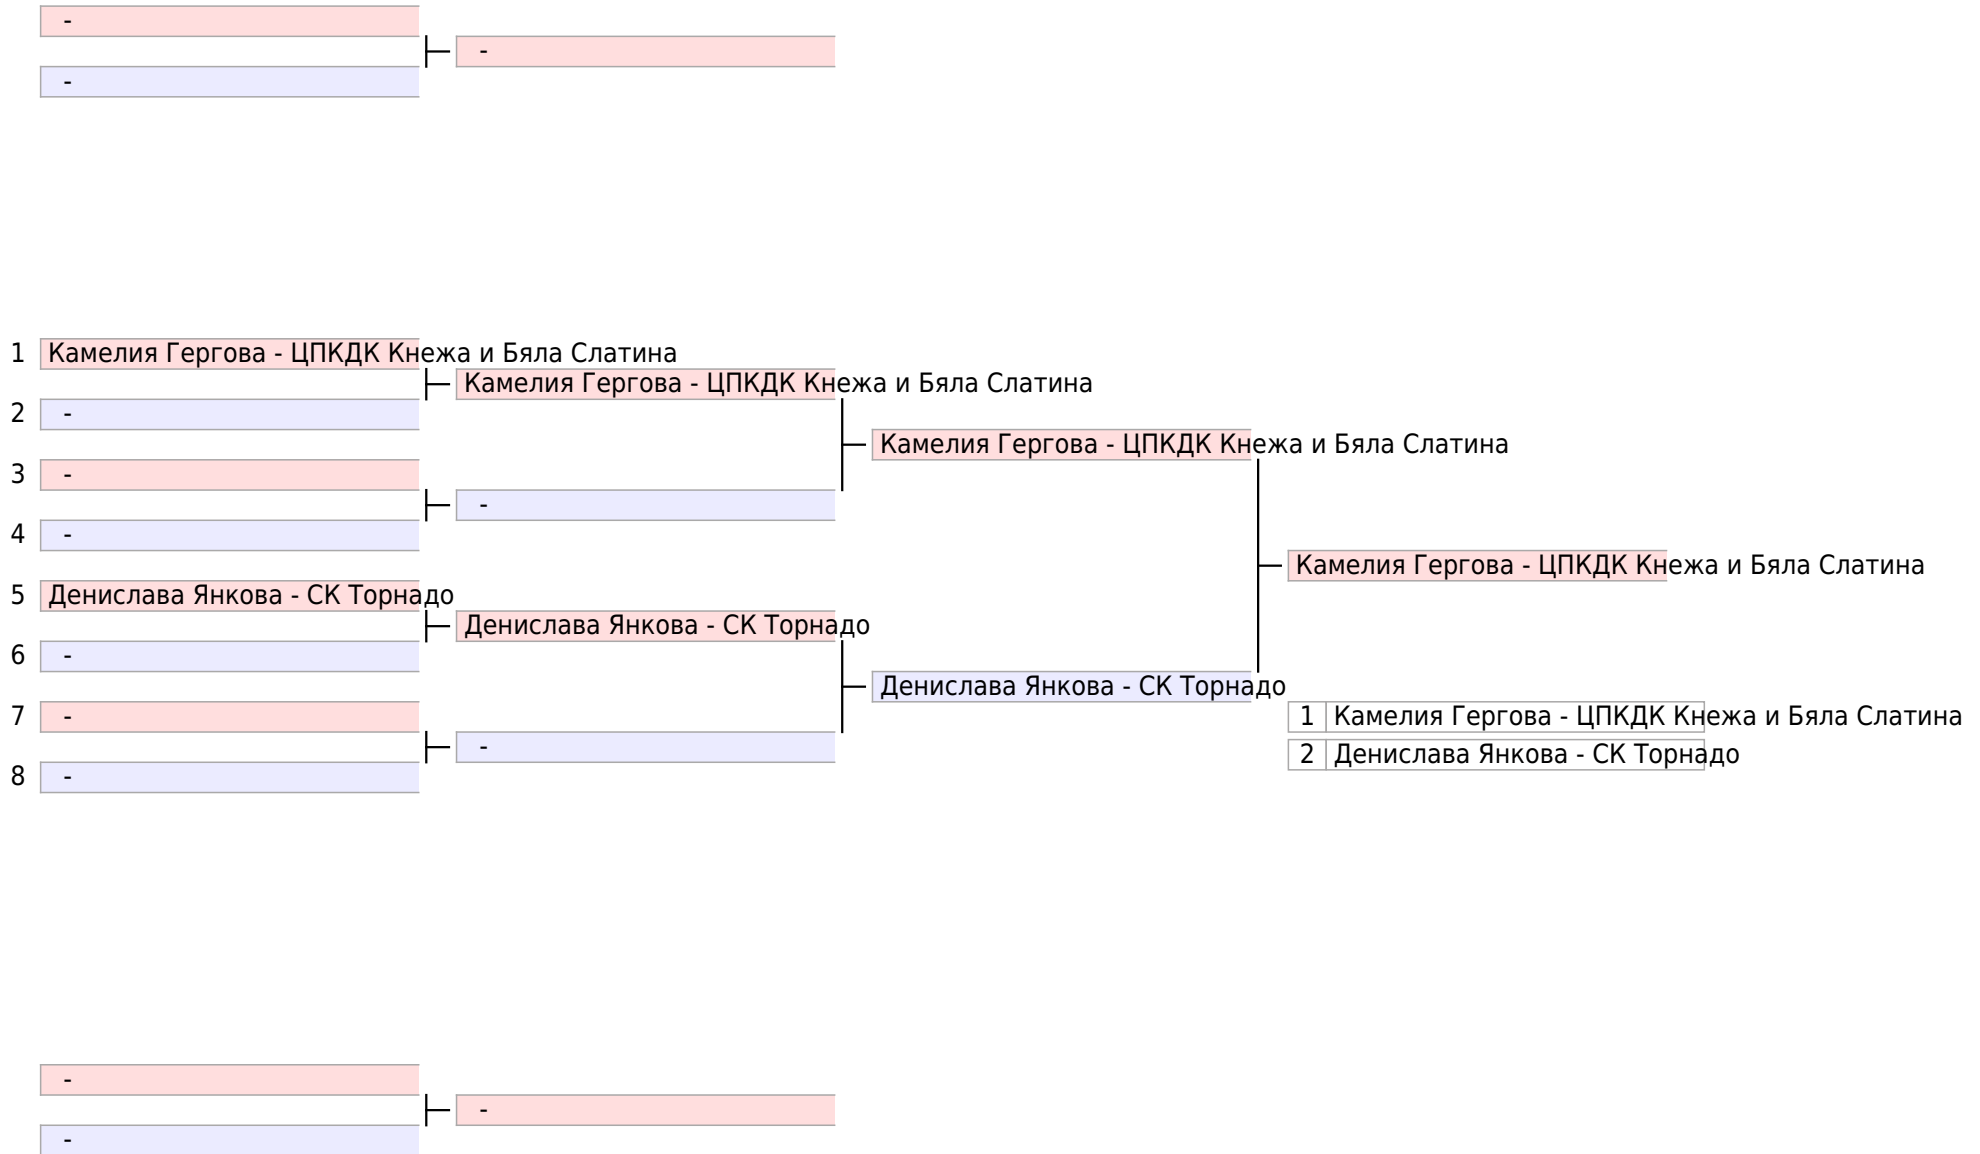 -
-
-
1 Камелия Гергова - ЦПКДК Кнежа и Бяла Слатина
Камелия Гергова - ЦПКДК Кнежа и Бяла Слатина
2 -
Камелия Гергова - ЦПКДК Кнежа и Бяла Слатина
3 -
-
4 -
Камелия Гергова - ЦПКДК Кнежа и Бяла Слатина
5 Денислава Янкова - СК Торнадо
Денислава Янкова - СК Торнадо
6 -
Денислава Янкова - СК Торнадо
7 -
1 Камелия Гергова - ЦПКДК Кнежа и Бяла Слатина
-
2 Денислава Янкова - СК Торнадо
8 -
-
-
-